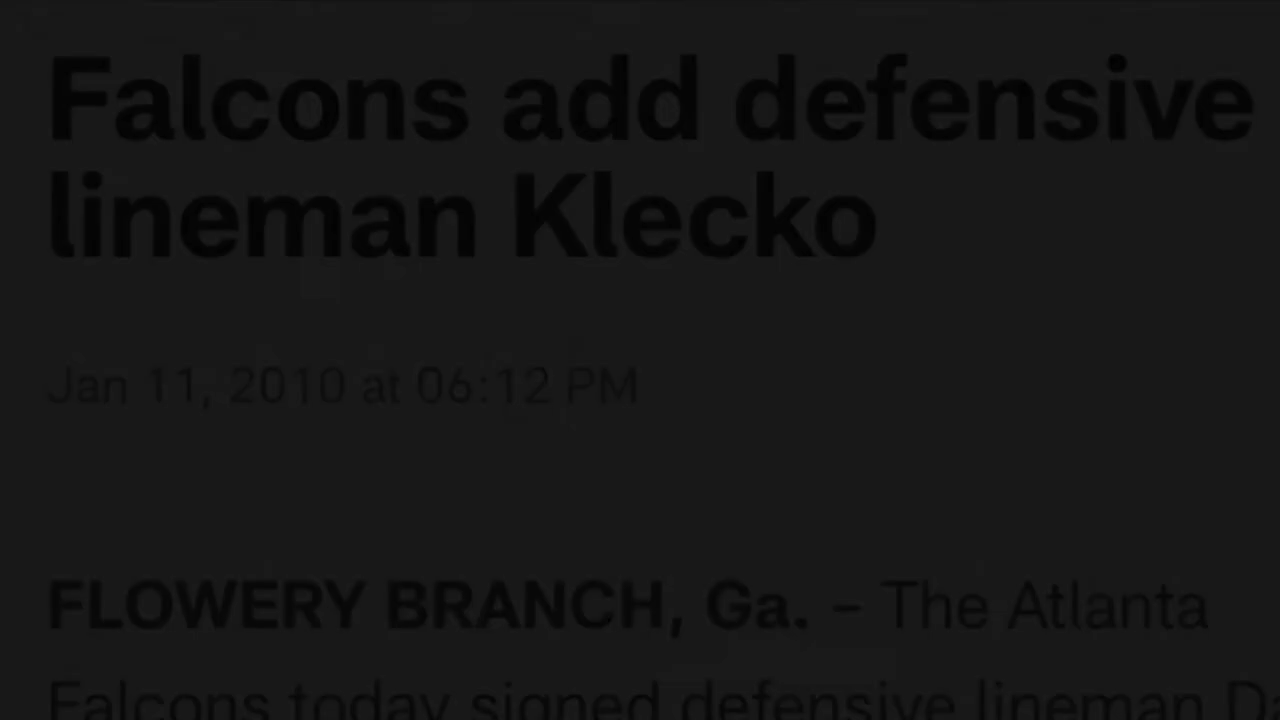 Falcons add defensive
lineman Klecko
Jan 11, 2010 at 06:12 PM
FLOWERY BRANCH, Ga. – The Atlanta
Falcons today signed defensive lineman